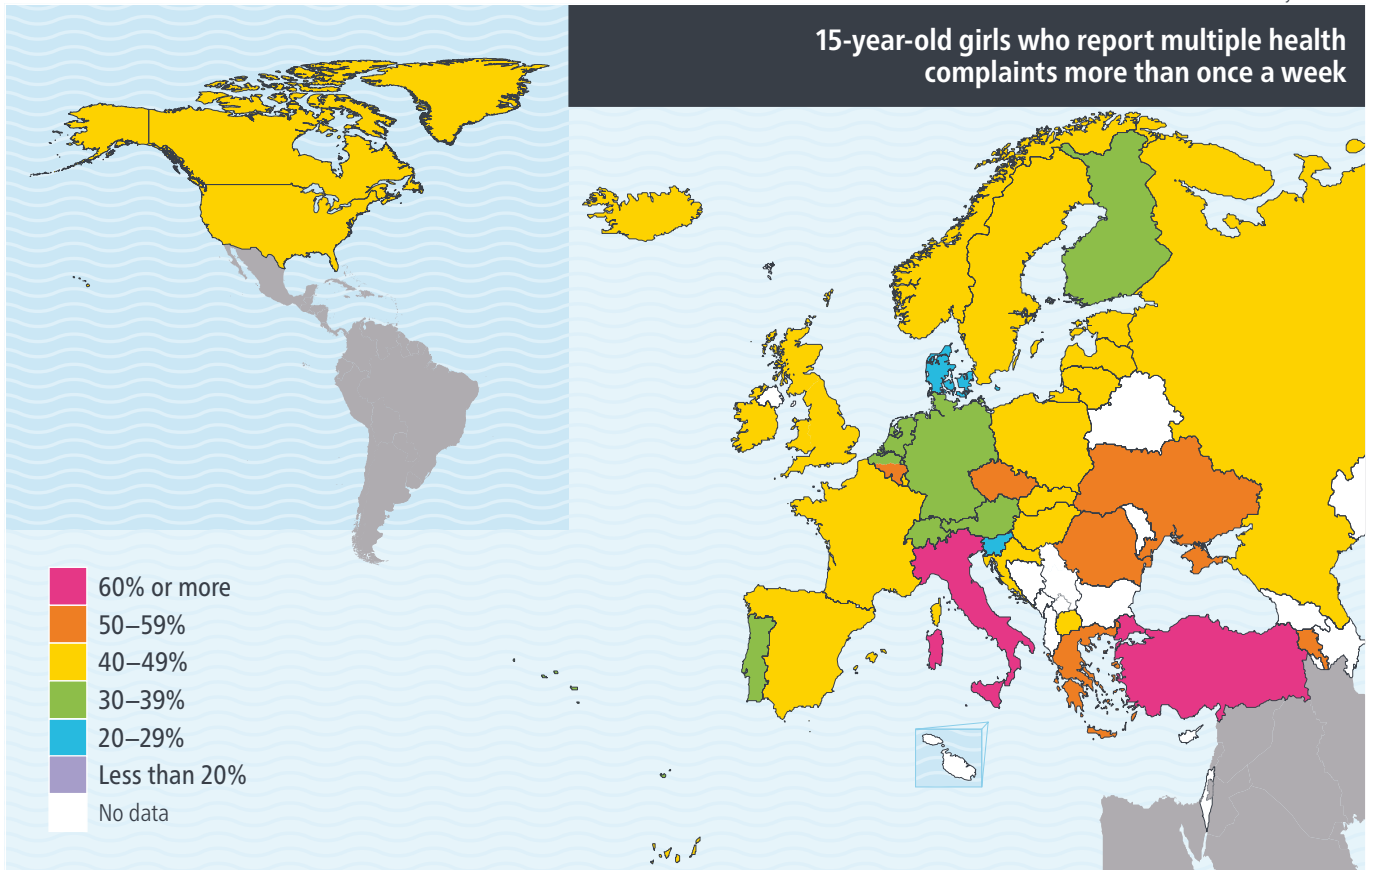 15-year-old girls who report multiple health
complaints more than once a week
60% or more
50–59%
40–49%
30–39%
20–29%
Less than 20%
No data